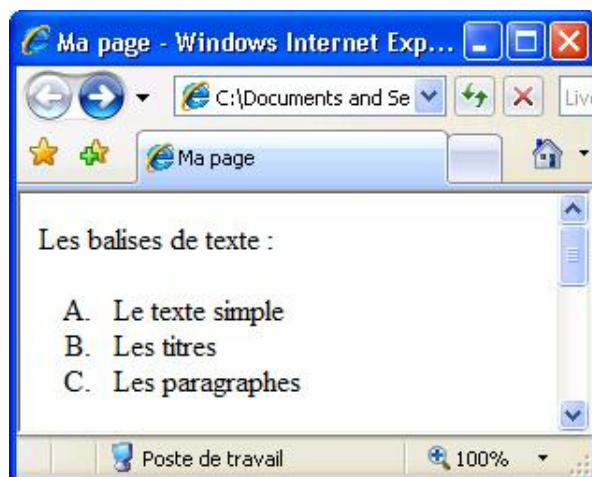 Ma page - Windows Internet Exp...
C:\Documents and Se
Live
Ma page
Les balises de texte :
A. Le texte simple
B. Les titres
C. Les paragraphes
Poste de travail
100%